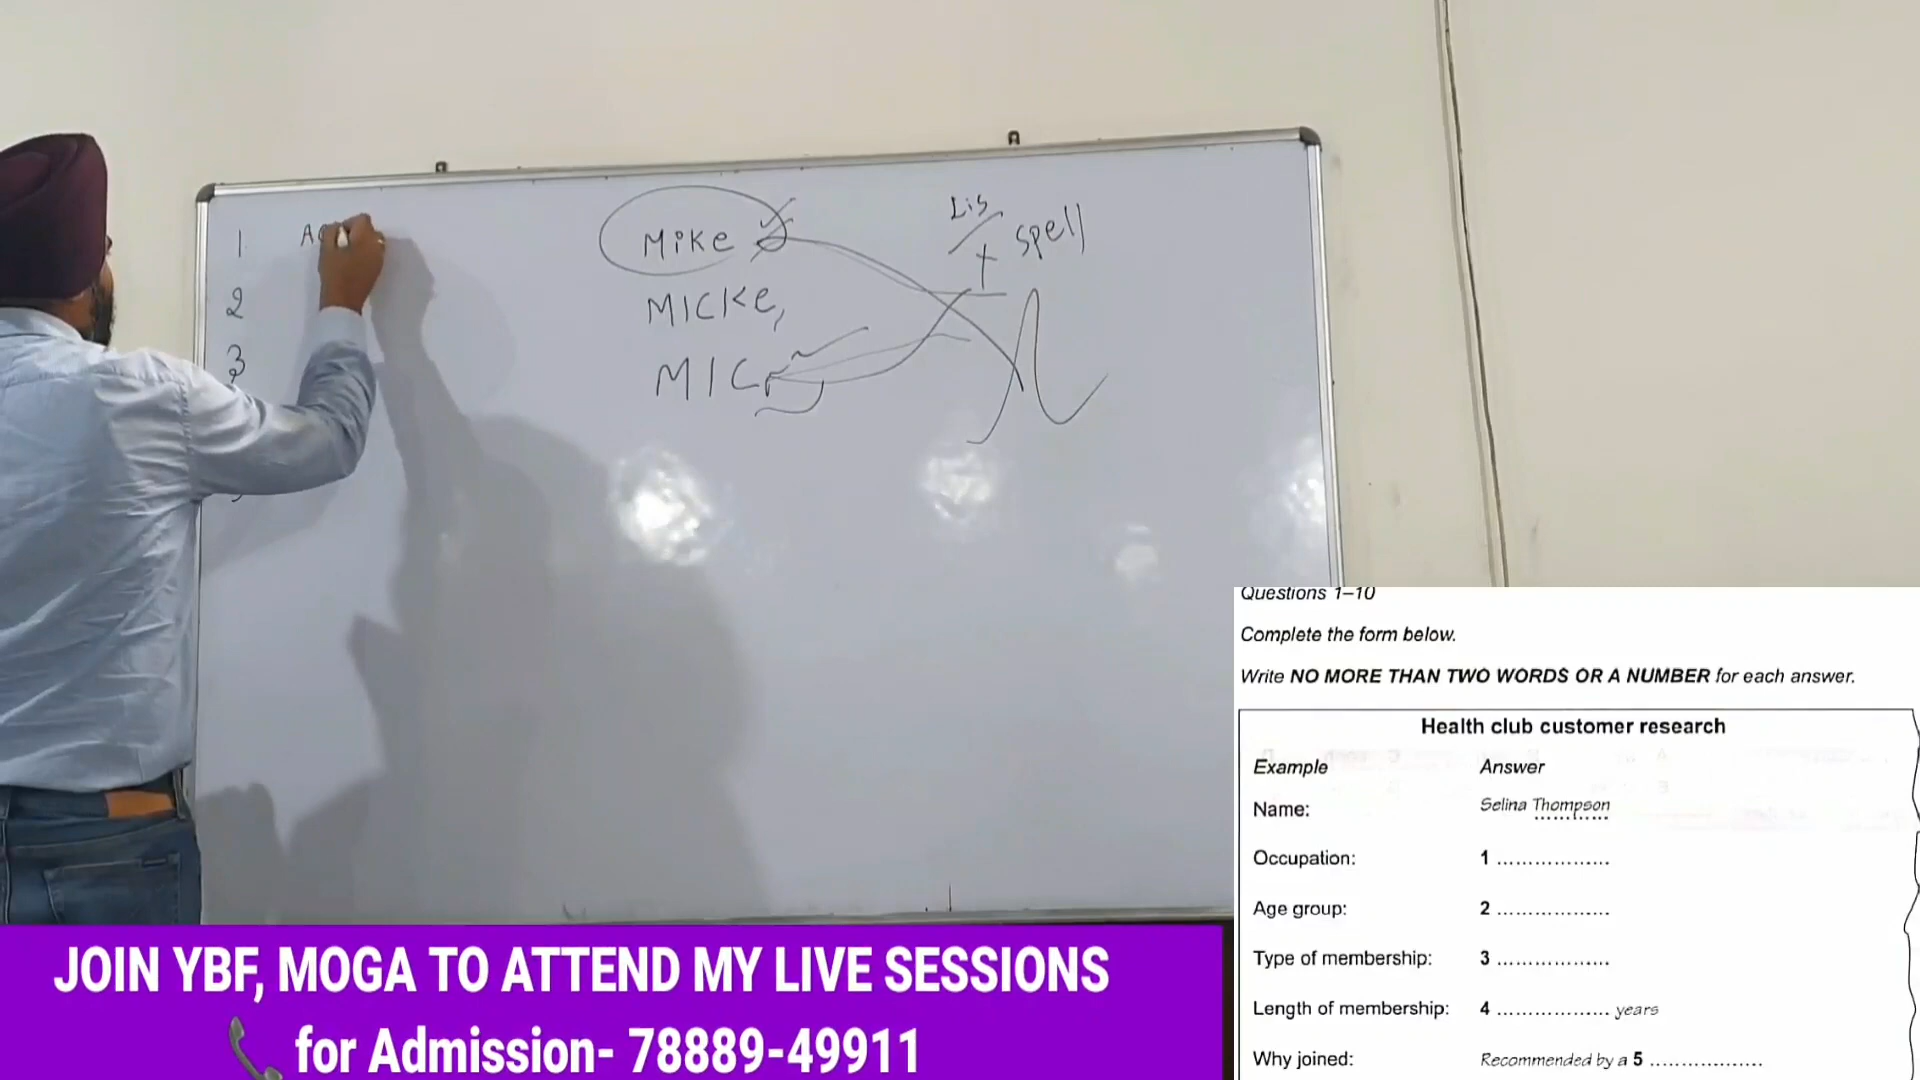 1
2
3
Mike
MICKe,
Lis
+ spell
Questions 1–10
Complete the form below.
Write NO MORE THAN TWO WORDS OR A NUMBER for each answer.
Health club customer research
Example Answer
Name: Selina Thompson
Occupation: 1 ..................
Age group: 2 ..................
Type of membership: 3 ..................
Length of membership: 4 .................. years
Why joined: Recommended by a 5 ..................
JOIN YBF, MOGA TO ATTEND MY LIVE SESSIONS
for Admission- 78889-49911